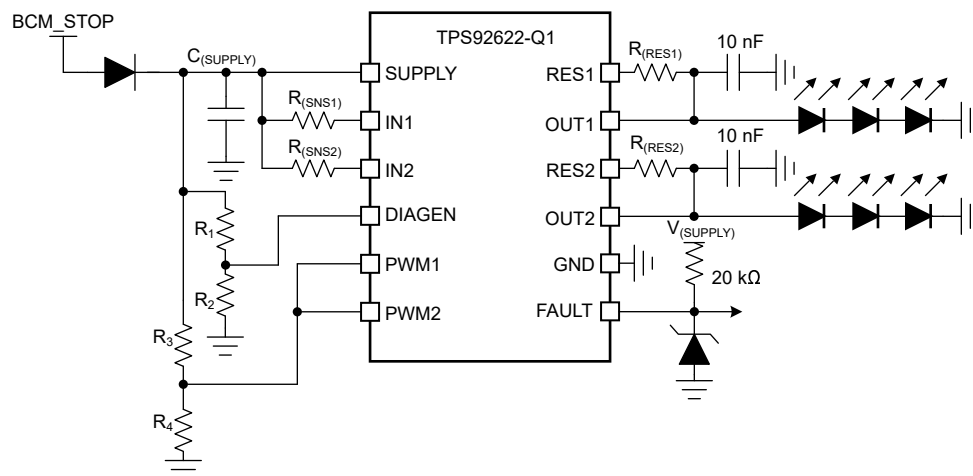 BCM_STOP
TPS92622-Q1
C(SUPPLY)
SUPPLY
R(SNS1)
IN1
R(SNS2)
IN2
DIAGEN
PWM1
PWM2
R1
R2
R3
R4
RES1
R(RES1)
10 nF
OUT1
RES2
R(RES2)
10 nF
OUT2
V(SUPPLY)
GND
20 kΩ
FAULT